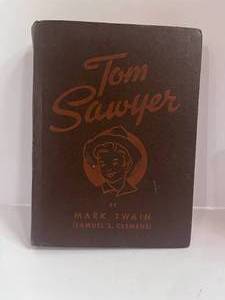 Tom
Sawyer
BY
MARK TWAIN
(SAMUEL L. CLEMENS)